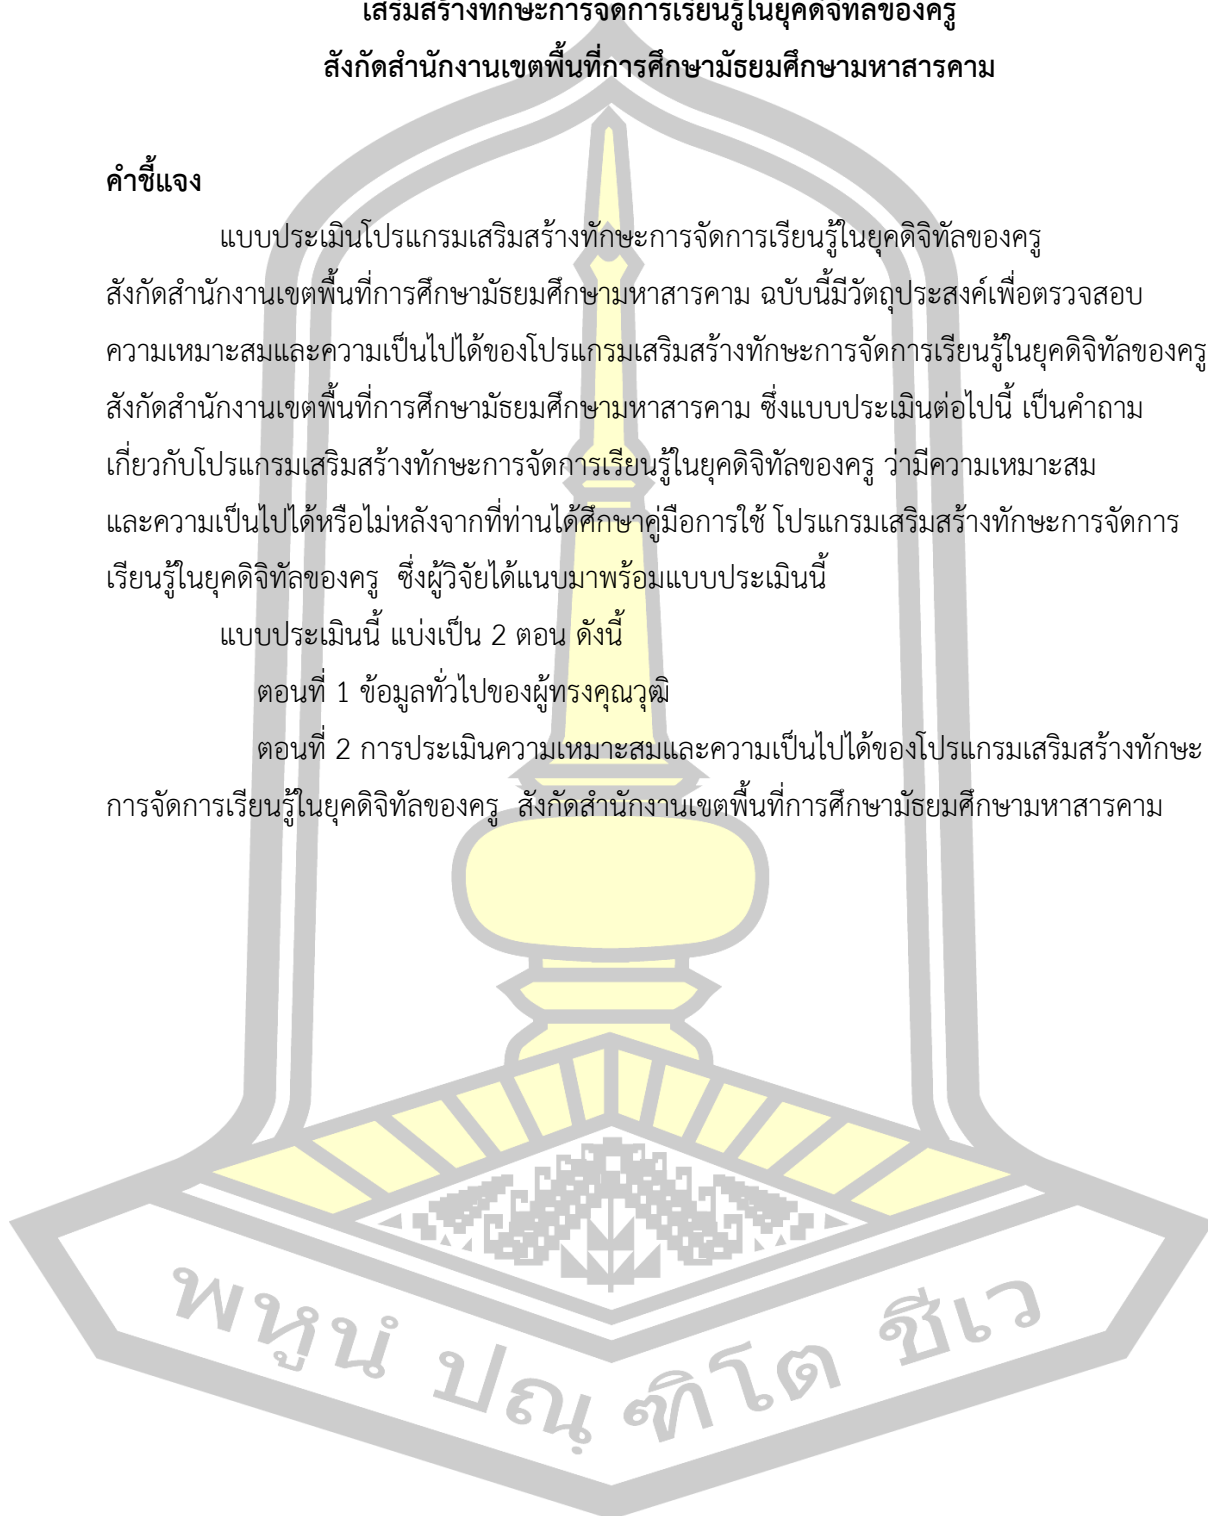 เสริมสร้างทักษะการจัดการเรียนรู้ในยุคดิจิทัลของครู
สังกัดสำนักงานเขตพื้นที่การศึกษามัธยมศึกษามหาสารคาม
คำชี้แจง
แบบประเมินโปรแกรมเสริมสร้างทักษะการจัดการเรียนรู้ในยุคดิจิทัลของครู
สังกัดสำนักงานเขตพื้นที่การศึกษามัธยมศึกษามหาสารคาม ฉบับนี้มีวัตถุประสงค์เพื่อตรวจสอบ
ความเหมาะสมและความเป็นไปได้ของโปรแกรมเสริมสร้างทักษะการจัดการเรียนรู้ในยุคดิจิทัลของครู
สังกัดสำนักงานเขตพื้นที่การศึกษามัธยมศึกษามหาสารคาม ซึ่งแบบประเมินต่อไปนี้ เป็นคำถาม
เกี่ยวกับโปรแกรมเสริมสร้างทักษะการจัดการเรียนรู้ในยุคดิจิทัลของครู ว่ามีความเหมาะสม
และความเป็นไปได้หรือไม่หลังจากที่ท่านได้ศึกษาคู่มือการใช้ โปรแกรมเสริมสร้างทักษะการจัดการ
เรียนรู้ในยุคดิจิทัลของครู ซึ่งผู้วิจัยได้แนบมาพร้อมแบบประเมินนี้
แบบประเมินนี้ แบ่งเป็น 2 ตอน ดังนี้
ตอนที่ 1 ข้อมูลทั่วไปของผู้ทรงคุณวุฒิ
ตอนที่ 2 การประเมินความเหมาะสมและความเป็นไปได้ของโปรแกรมเสริมสร้างทักษะ
การจัดการเรียนรู้ในยุคดิจิทัลของครู สังกัดสำนักงานเขตพื้นที่การศึกษามัธยมศึกษามหาสารคาม
พหูนํ ปณฺฑิโต ชีเว